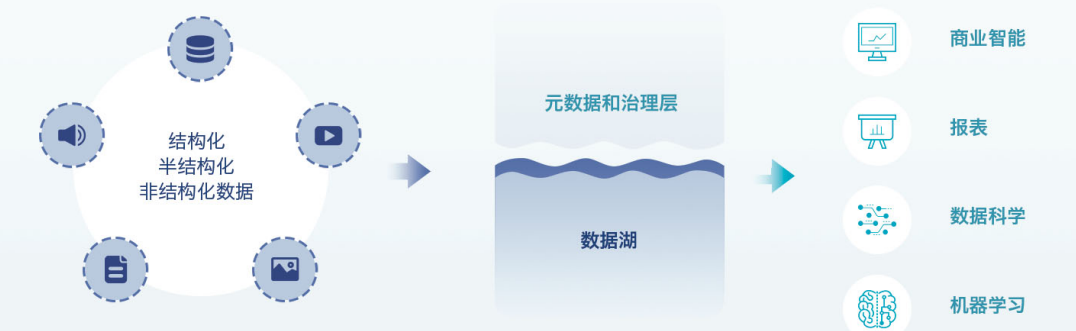 结构化
半结构化
非结构化数据
元数据和治理层
数据湖
商业智能
报表
数据科学
机器学习